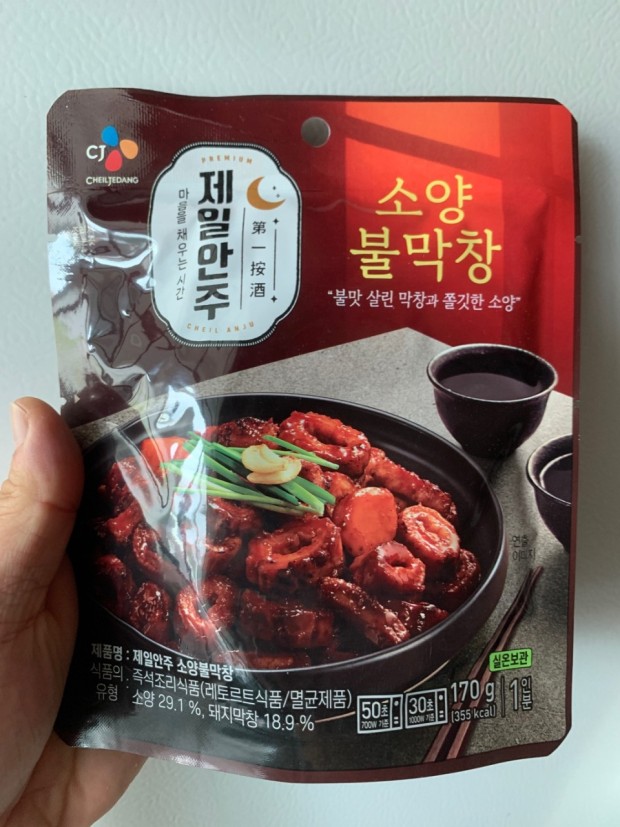 CJ
CHEILJEDANG
PREMIUM
제일안주
마음을 채우는 시간
第一按酒
CHEIL ANJU
소양
불막창
“불맛 살린 막창과 쫄깃한 소양”
연출
이미지
제품명 : 제일안주 소양불막창
식품의 유형 : 즉석조리식품(레토르트식품/멸균제품)
소양 29.1 %, 돼지막창 18.9 %
실온보관
50초
700W 기준
30초
1000W 기준
170 g
(355 kcal)
1인분